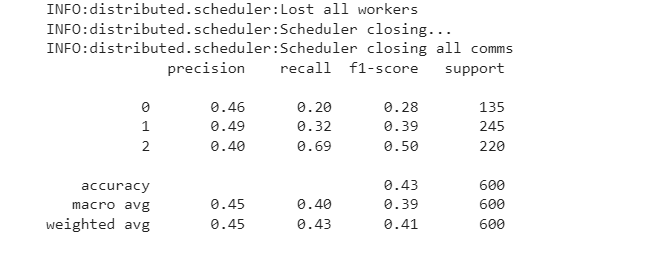 INFO:distributed.scheduler:Lost all workers
INFO:distributed.scheduler:Scheduler closing...
INFO:distributed.scheduler:Scheduler closing all comms
precision recall f1-score support
0 0.46 0.20 0.28 135
1 0.49 0.32 0.39 245
2 0.40 0.69 0.50 220
accuracy 0.43 600
macro avg 0.45 0.40 0.39 600
weighted avg 0.45 0.43 0.41 600